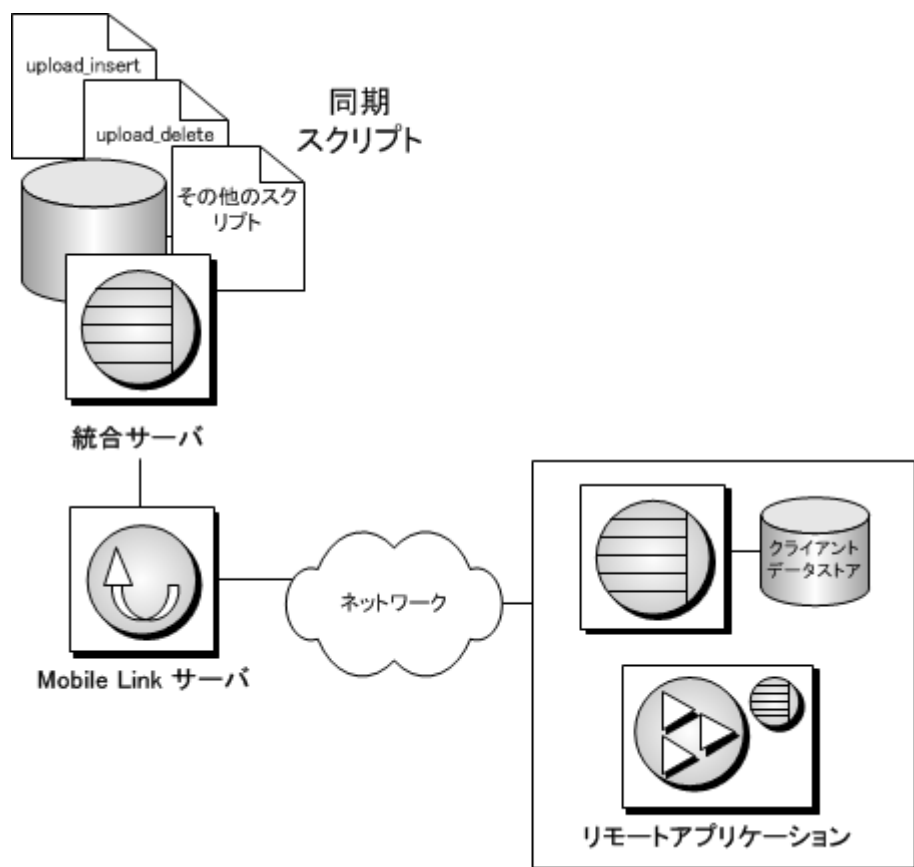 upload_insert
upload_delete
同期
スクリプト
その他のスク
リプト
統合サーバ
Mobile Link サーバ
ネットワーク
クライアント
データストア
リモートアプリケーション